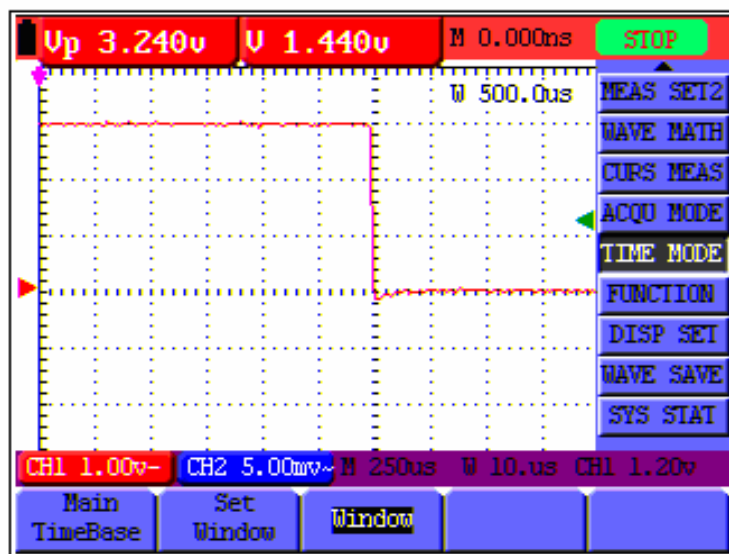 Vp 3.240v V 1.440v M 0.000ns STOP
W 500.0us
MEAS SET2
WAVE MATH
CURS MEAS
ACQU MODE
TIME MODE
FUNCTION
DISP SET
WAVE SAVE
SYS STAT
CH1 1.00v- CH2 5.00mv~ M 250us W 10.us CH1 1.20v
Main TimeBase
Set Window
Window